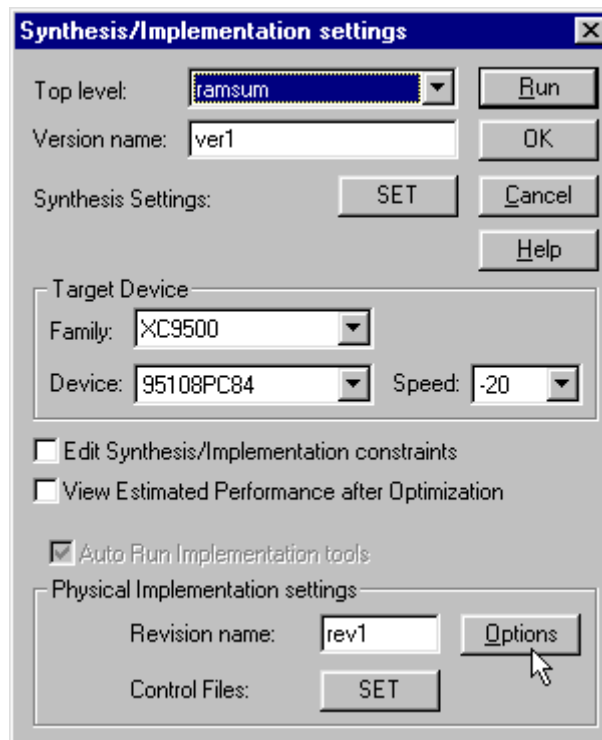 Synthesis/Implementation settings
Top level: ramsum Run
Version name: ver1 OK
Synthesis Settings: SET Cancel
Help
Target Device
Family: XC9500
Device: 95108PC84 Speed: -20
Edit Synthesis/Implementation constraints
View Estimated Performance after Optimization
Auto Run Implementation tools
Physical Implementation settings
Revision name: rev1 Options
Control Files: SET